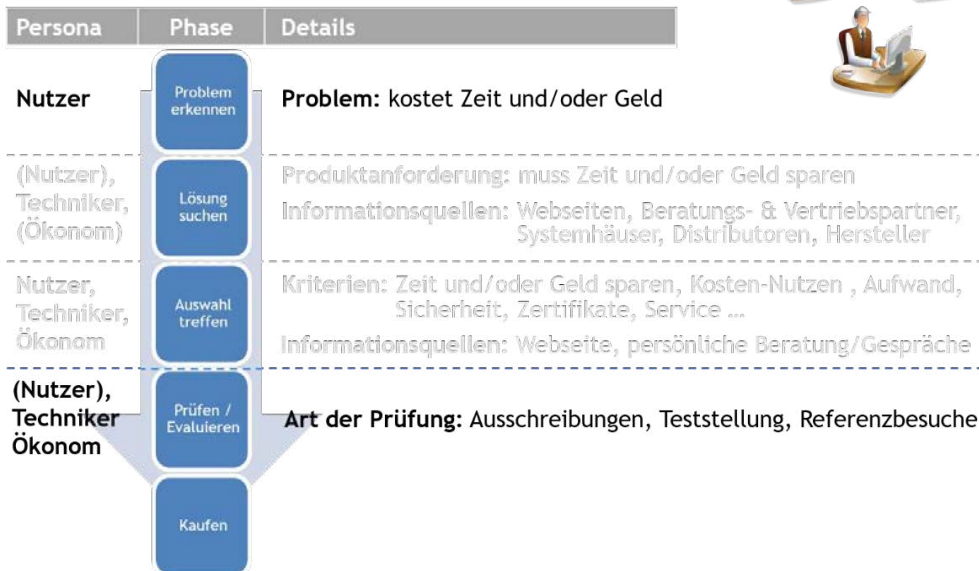 Persona Phase Details
Nutzer
Problem
erkennen
Problem: kostet Zeit und/oder Geld
(Nutzer),
Techniker,
(Ökonom)
Lösung
suchen
Produktanforderung: muss Zeit und/oder Geld sparen
Informationsquellen: Webseiten, Beratungs- & Vertriebspartner,
Systemhäuser, Distributoren, Hersteller
Nutzer,
Techniker,
Ökonom
Auswahl
treffen
Kriterien: Zeit und/oder Geld sparen, Kosten-Nutzen , Aufwand,
Sicherheit, Zertifikate, Service ...
Informationsquellen: Webseite, persönliche Beratung/Gespräche
(Nutzer),
Techniker
Ökonom
Prüfen /
Evaluieren
Art der Prüfung: Ausschreibungen, Teststellung, Referenzbesuche
Kaufen